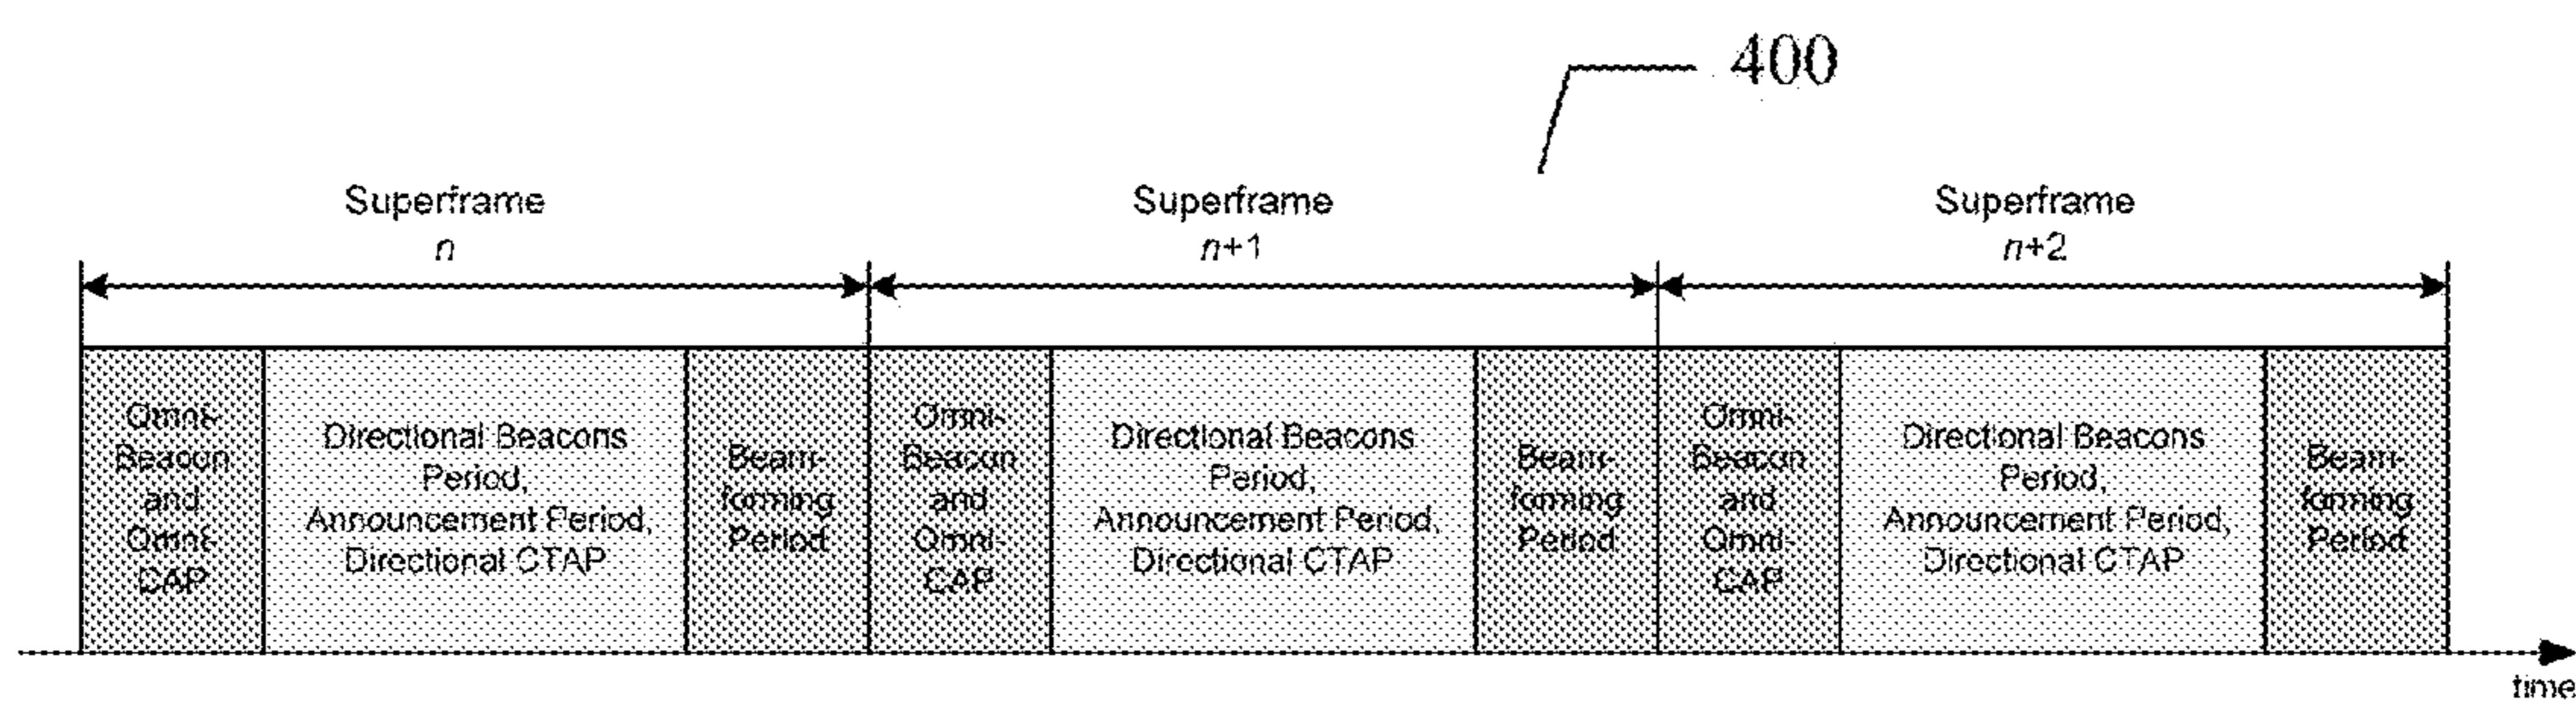 400
Superframe
n
Superframe
n+1
Superframe
n+2
Omni-
Beacon
and
Omni-
CAP
Directional Beacons
Period,
Announcement Period,
Directional CTAP
Beam-
forming
Period
Omni-
Beacon
and
Omni-
CAP
Directional Beacons
Period,
Announcement Period,
Directional CTAP
Beam-
forming
Period
Omni-
Beacon
and
Omni-
CAP
Directional Beacons
Period,
Announcement Period,
Directional CTAP
Beam-
forming
Period
time